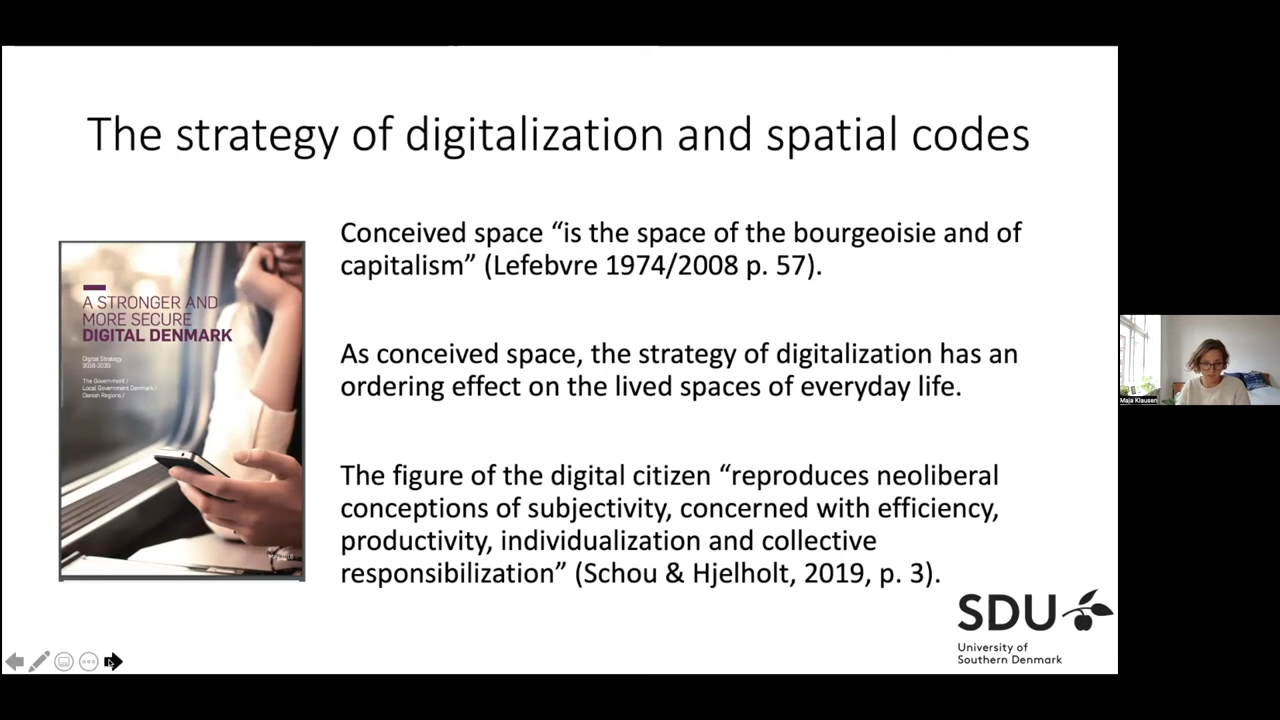 The strategy of digitalization and spatial codes
A STRONGER AND
MORE SECURE
DIGITAL DENMARK
Digital Strategy
2016-2020
The Government /
Local Government Denmark /
Danish Regions /
Conceived space “is the space of the bourgeoisie and of
capitalism” (Lefebvre 1974/2008 p. 57).
As conceived space, the strategy of digitalization has an
ordering effect on the lived spaces of everyday life.
The figure of the digital citizen “reproduces neoliberal
conceptions of subjectivity, concerned with efficiency,
productivity, individualization and collective
responsibilization” (Schou & Hjelholt, 2019, p. 3).
SDU
University of
Southern Denmark
Maja Klausen